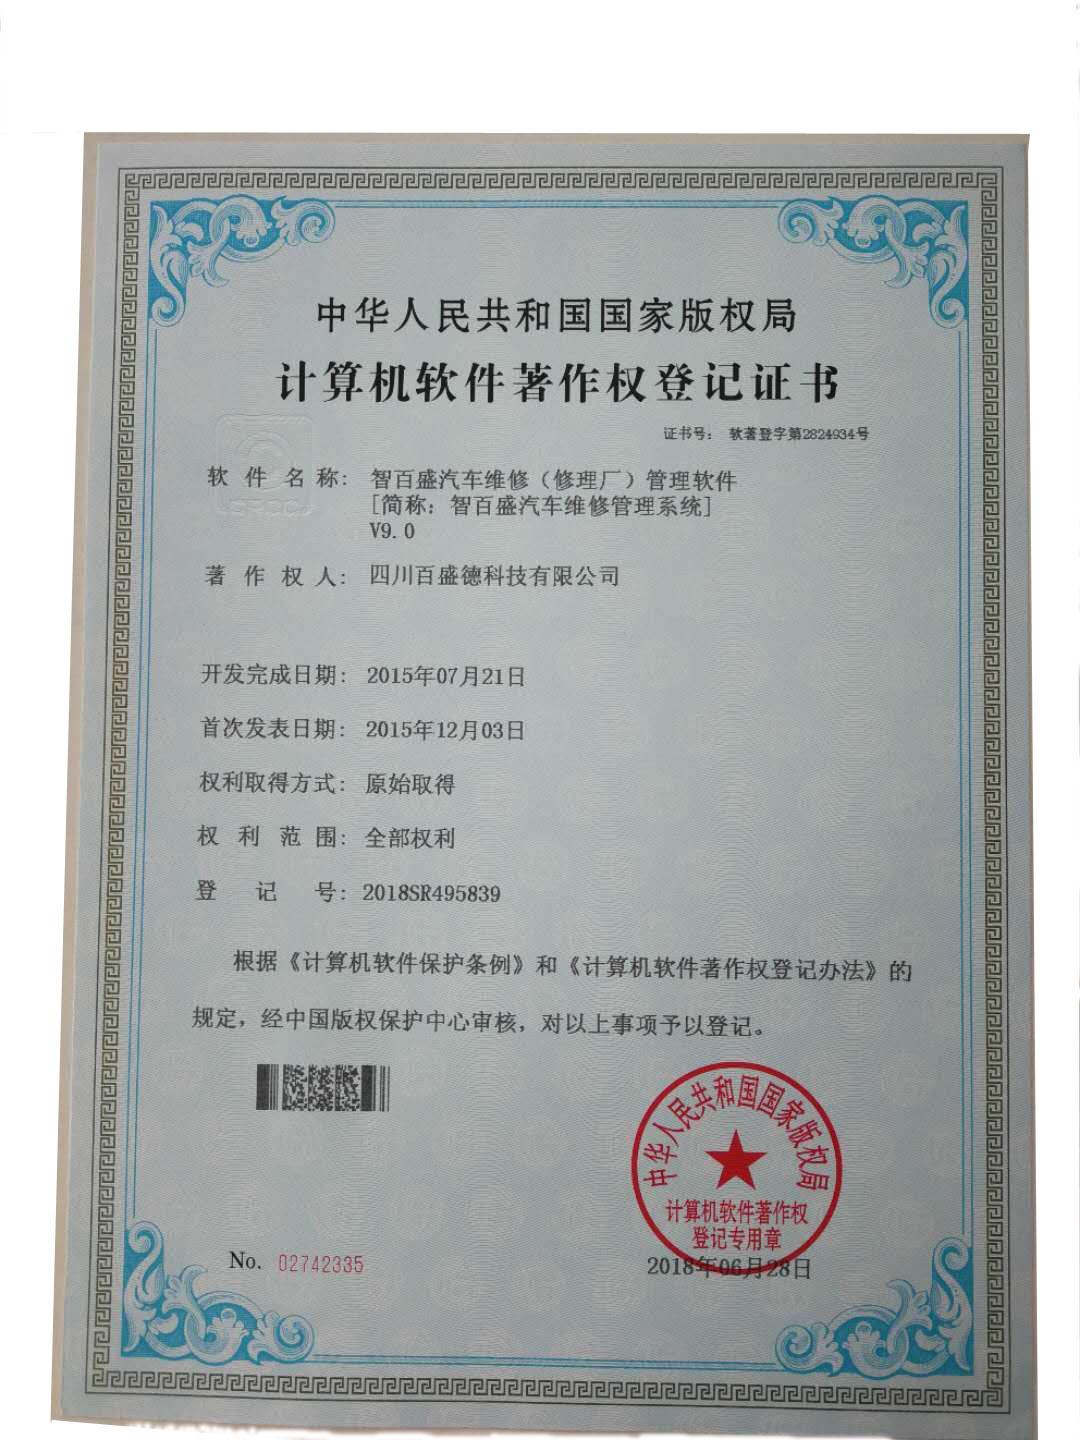 中华人民共和国国家版权局
计算机软件著作权登记证书
证书号： 软著登字第2824934号
软件名称： 智百盛汽车维修（修理厂）管理软件
[简称：智百盛汽车维修管理系统]
V9.0
著作权人： 四川百盛德科技有限公司
开发完成日期： 2015年07月21日
首次发表日期： 2015年12月03日
权利取得方式： 原始取得
权利范围： 全部权利
登记号： 2018SR495839
根据《计算机软件保护条例》和《计算机软件著作权登记办法》的
规定，经中国版权保护中心审核，对以上事项予以登记。
中华人民共和国国家版权局
计算机软件著作权
登记专用章
No. 02742335
2018年06月28日